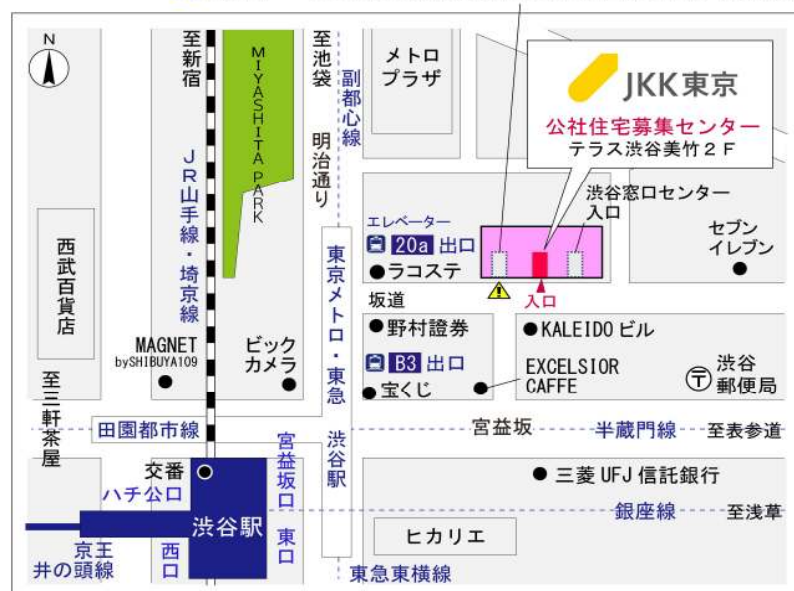 N
至新宿
MIYASHITA PARK
至池袋
副都心線
明治通り
メトロ
プラザ
JKK東京
公社住宅募集センター
テラス渋谷美竹2F
渋谷窓口センター
入口
JR山手線・埼京線
西武百貨店
エレベーター
20a 出口
ラコステ
セブン
イレブン
入口
坂道
東京メトロ・東急 渋谷駅
野村證券
KALEIDO ビル
MAGNET
bySHIBUYA109
ビック
カメラ
B3 出口
EXCELSIOR
CAFFE
宝くじ
渋谷
郵便局
至三軒茶屋
田園都市線
宮益坂
半蔵門線
至表参道
交番
宮益坂口
ハチ公口
三菱UFJ信託銀行
渋谷駅
銀座線
至浅草
西口
東口
ヒカリエ
京王
井の頭線
東急東横線